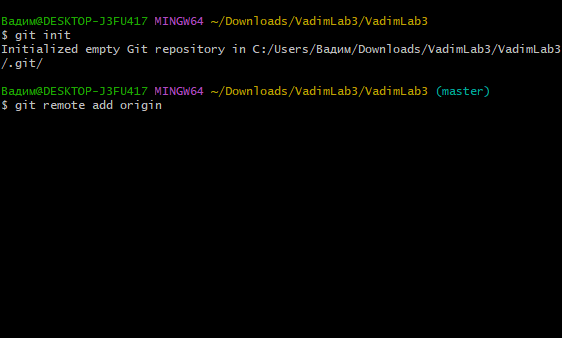 Вадим@DESKTOP-J3FU417 MINGW64 ~/Downloads/VadimLab3/VadimLab3
$ git init
Initialized empty Git repository in C:/Users/Вадим/Downloads/VadimLab3/VadimLab3
/.git/
Вадим@DESKTOP-J3FU417 MINGW64 ~/Downloads/VadimLab3/VadimLab3 (master)
$ git remote add origin